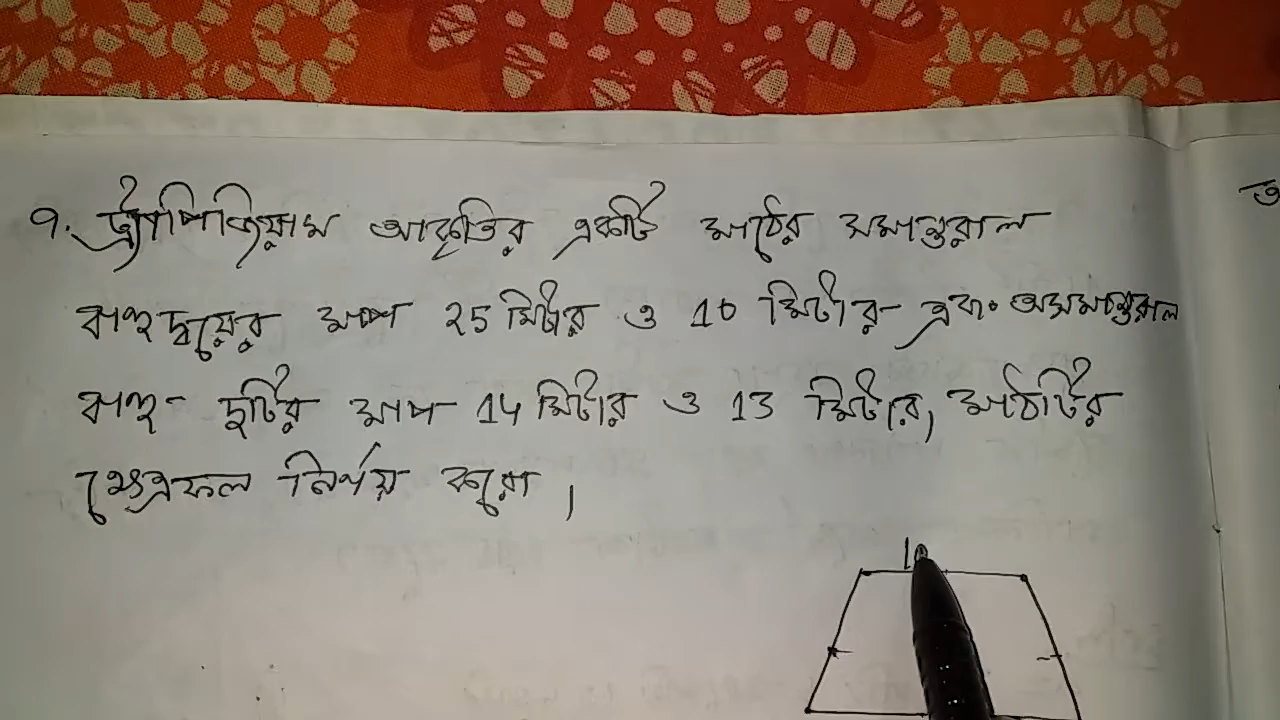 ৭. ট্র্যাপিজিয়াম আকৃতির একটি মাঠের সমান্তরাল
বাহুদ্বয়ের মাপ 25 মিটার ও 10 মিটার এবং অসমান্তরাল
বাহু দুটির মাপ 14 মিটার ও 13 মিটার, মাঠটির
ক্ষেত্রফল নির্ণয় করো।